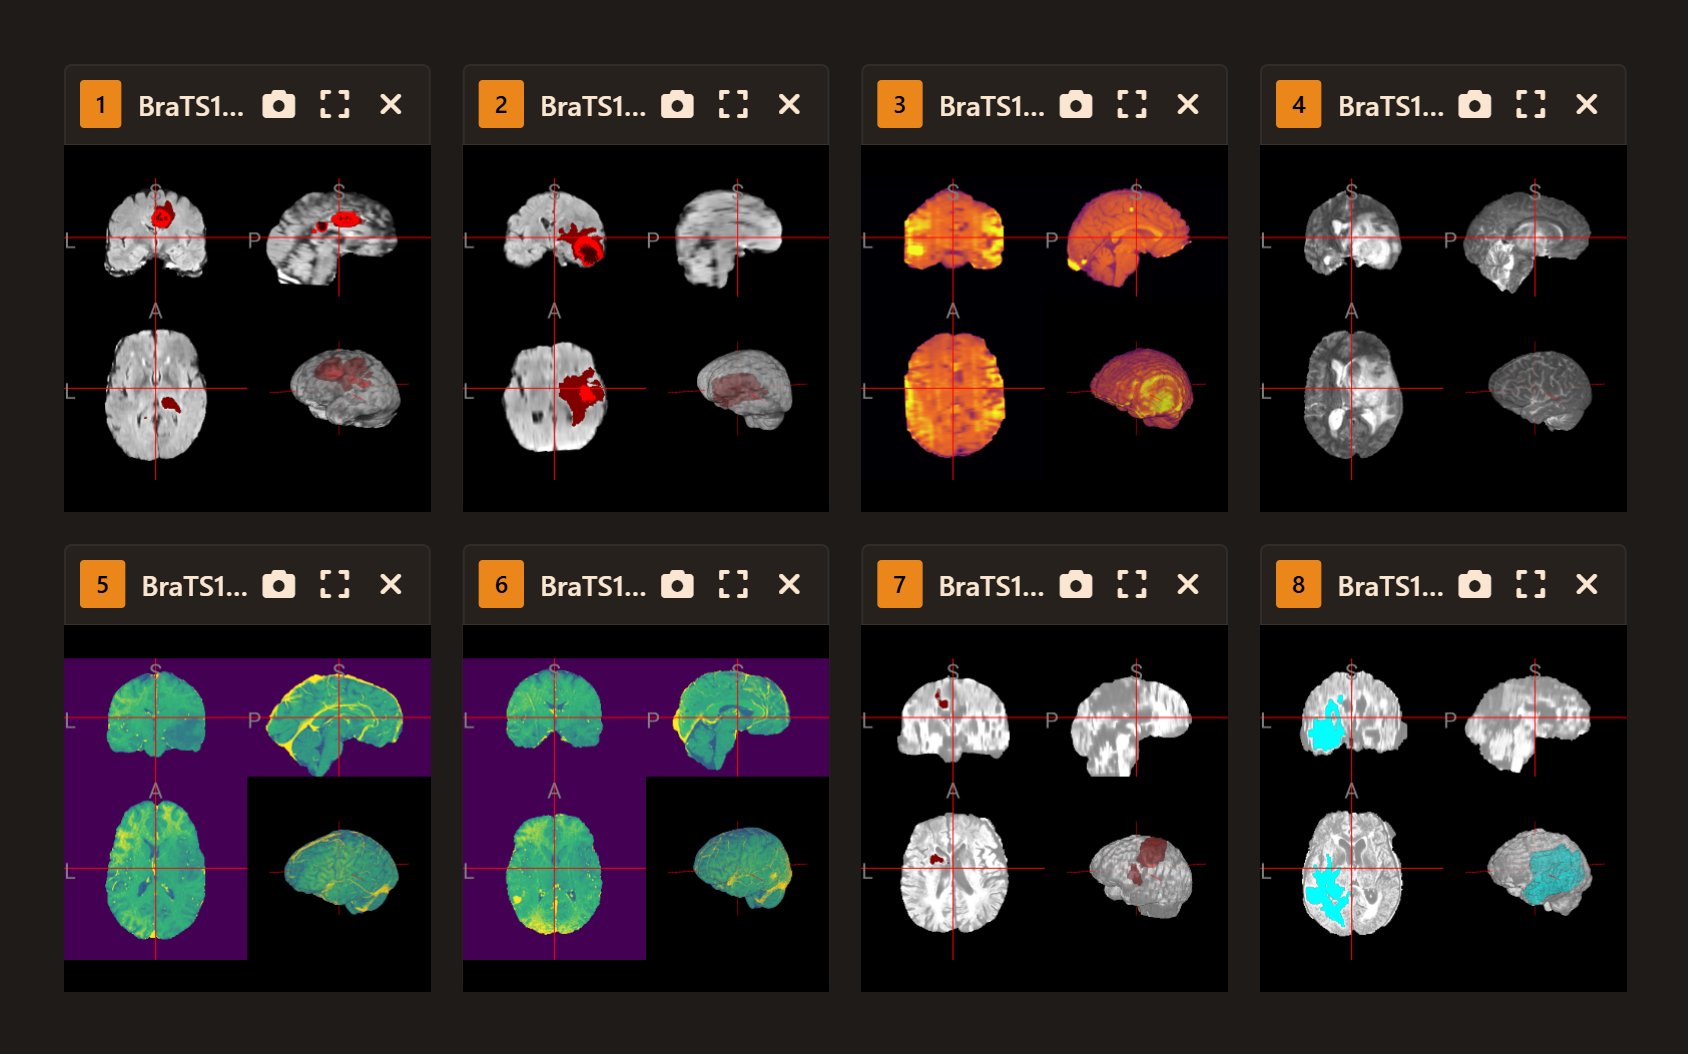 1 BraTS1...
2 BraTS1...
3 BraTS1...
4 BraTS1...
S S
L P
A
L
S S
L P
A
L
S S
L P
A
L
S S
L P
A
L
5 BraTS1...
6 BraTS1...
7 BraTS1...
8 BraTS1...
S S
L P
A
L
S S
L P
A
L
S S
L P
A
L
S S
L P
A
L